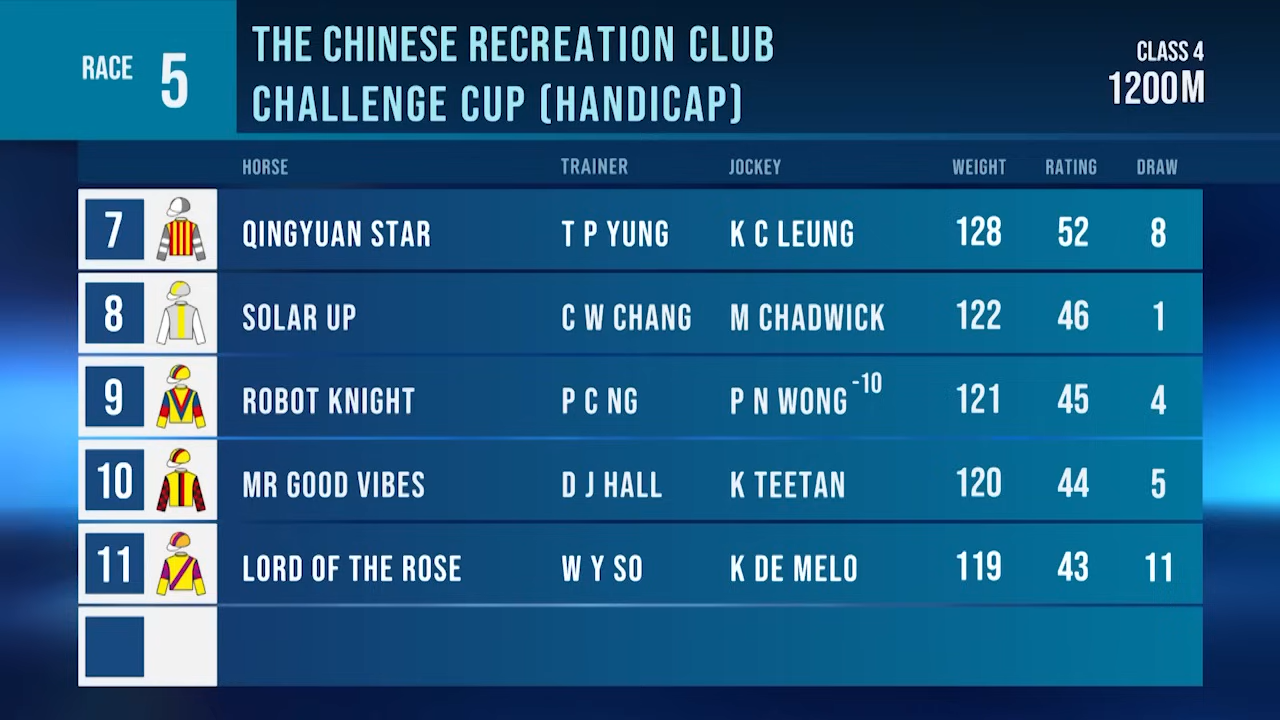 RACE 5
THE CHINESE RECREATION CLUB
CHALLENGE CUP (HANDICAP)
CLASS 4
1200M
HORSE TRAINER JOCKEY WEIGHT RATING DRAW
7 QINGYUAN STAR T P YUNG K C LEUNG 128 52 8
8 SOLAR UP C W CHANG M CHADWICK 122 46 1
9 ROBOT KNIGHT P C NG P N WONG -10 121 45 4
10 MR GOOD VIBES D J HALL K TEETAN 120 44 5
11 LORD OF THE ROSE W Y SO K DE MELO 119 43 11